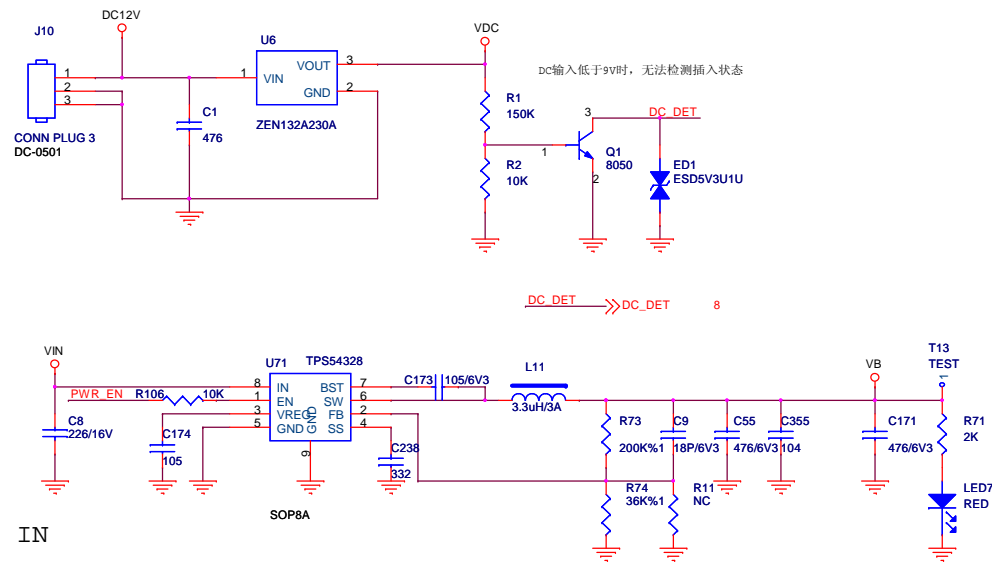 J10
DC12V
U6
VDC
1
2
3
1
VIN
VOUT
3
GND
2
DC输入低于9V时，无法检测插入状态
C1
476
ZEN132A230A
CONN PLUG 3
DC-0501
R1
150K
3
DC_DET
1
Q1
8050
2
R2
10K
ED1
ESD5V3U1U
DC_DET
DC_DET
8
VIN
U71
TPS54328
L11
VB
T13
TEST
1
PWR_EN
R106
10K
8
IN
BST
7
C173
105/6V3
1
EN
SW
6
3.3uH/3A
3
VREG
FB
2
5
GND
SS
4
GND
9
C8
226/16V
C174
105
C238
332
R73
200K%1
C9
18P/6V3
C55
476/6V3
C355
104
C171
476/6V3
R71
2K
R74
36K%1
R11
NC
LED7
RED
SOP8A
IN